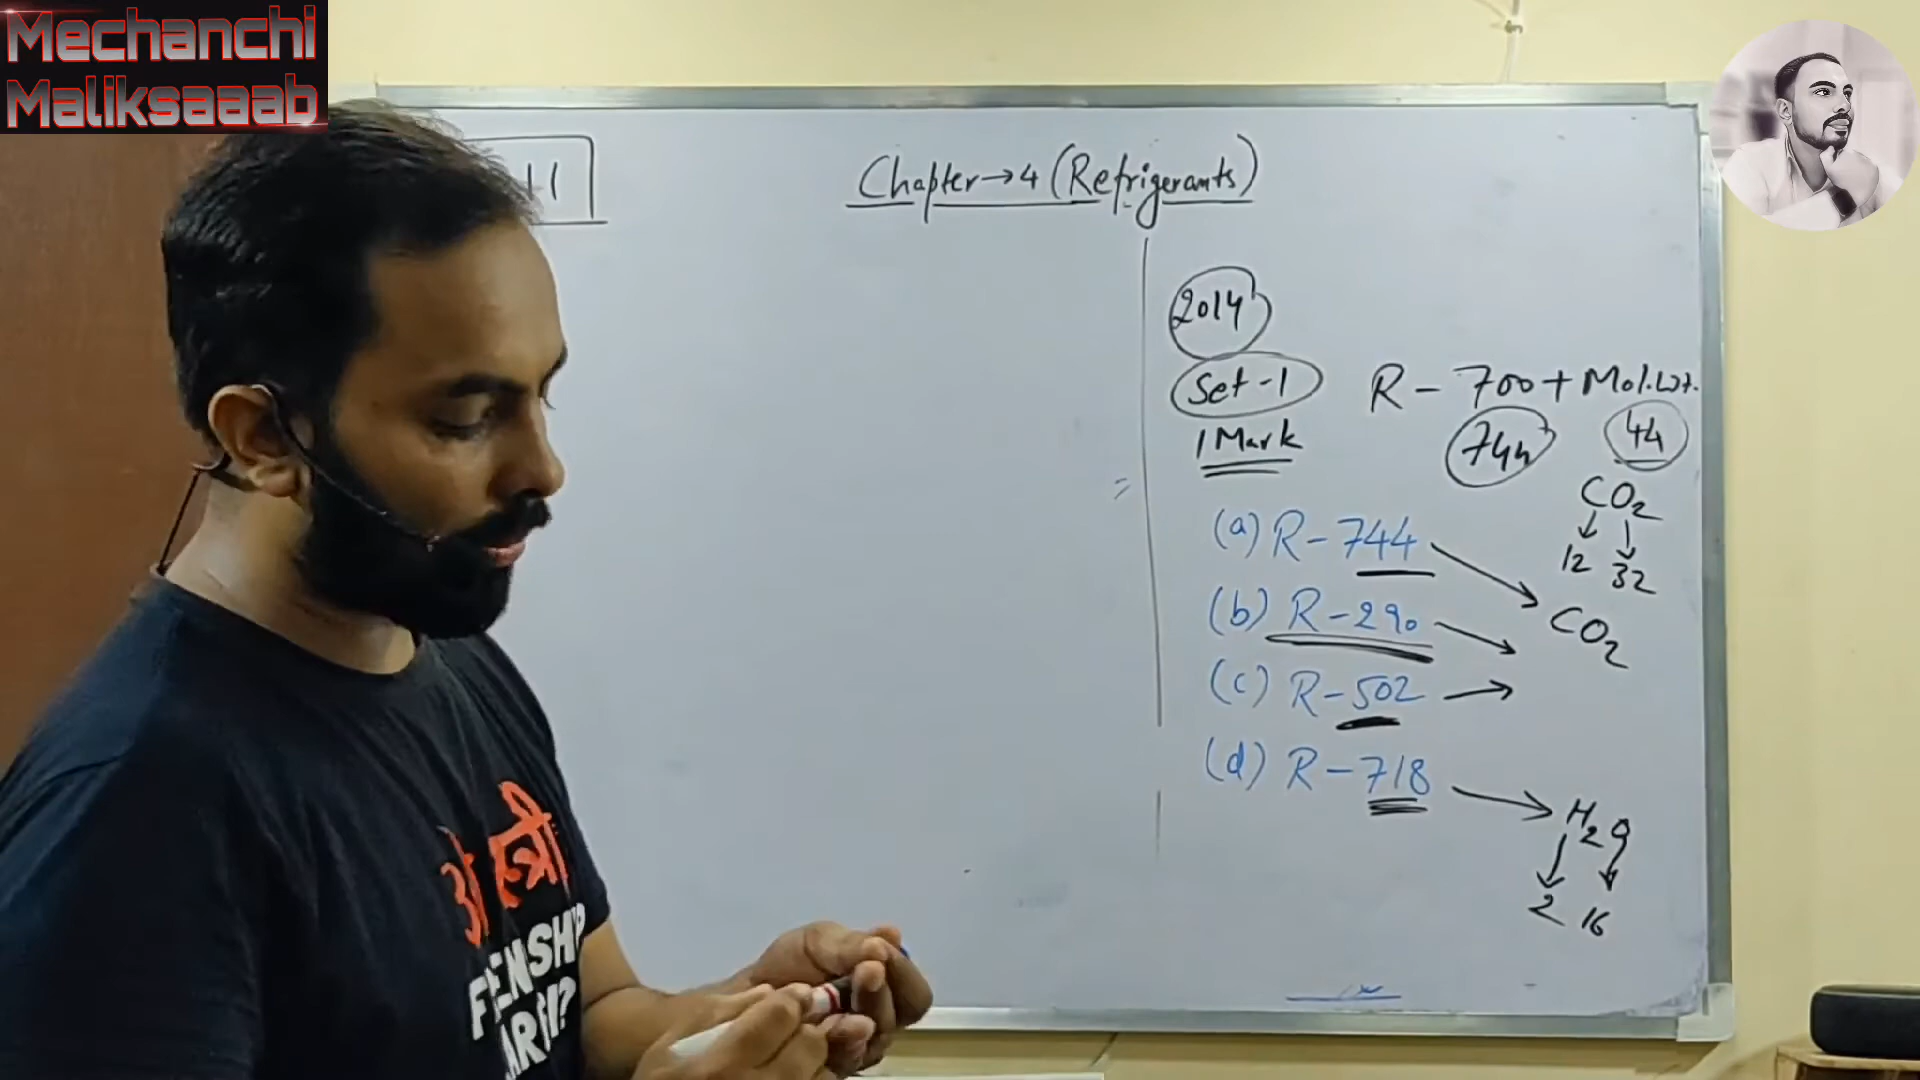 Mechanchi
Maliksaaab
11
Chapter→4 (Refrigerants)
2014
Set-1
1 Mark
R - 700 + Mol.wt.
744
44
CO2
12 32
(a) R-744
CO2
(b) R-290
(c) R-502
(d) R-718
H2O
2 16